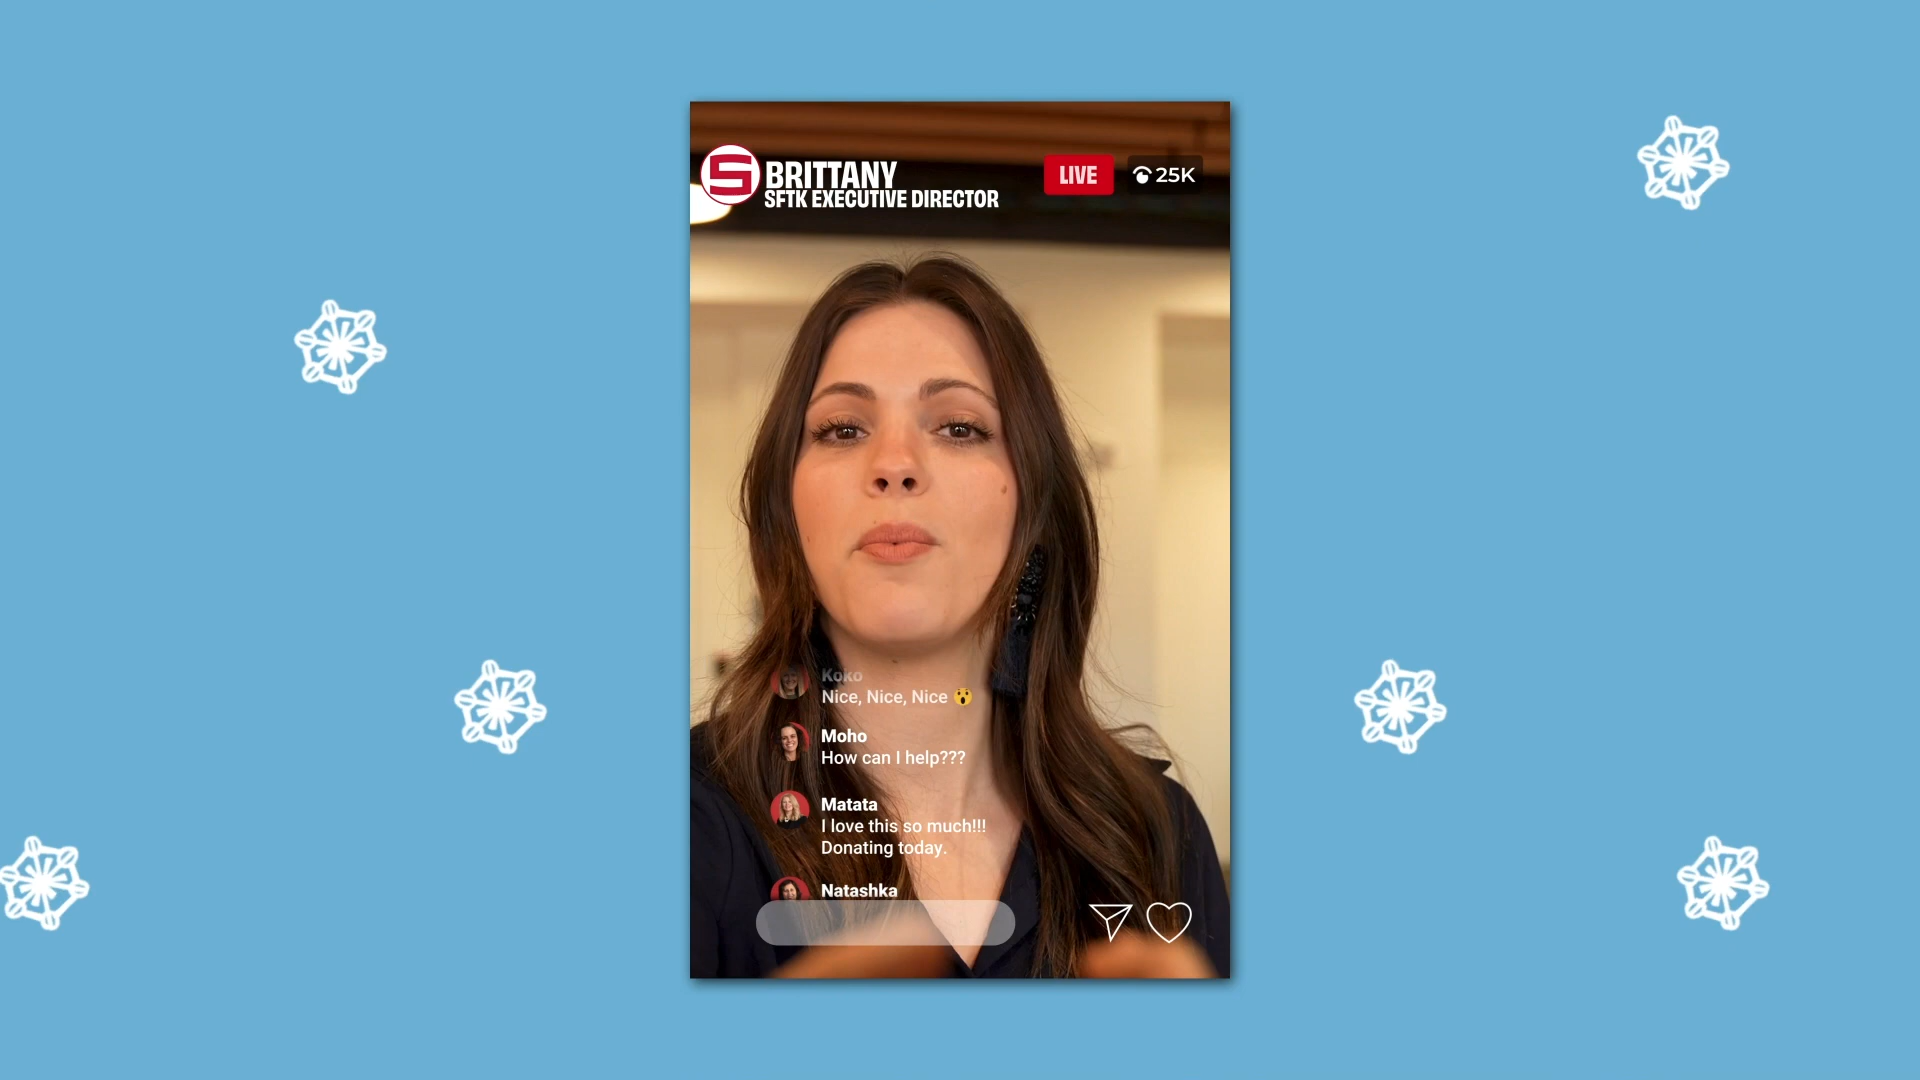 BRITTANY
SFTK EXECUTIVE DIRECTOR
LIVE
25K
Koko
Nice, Nice, Nice 😯
Moho
How can I help???
Matata
I love this so much!!!
Donating today.
Natashka